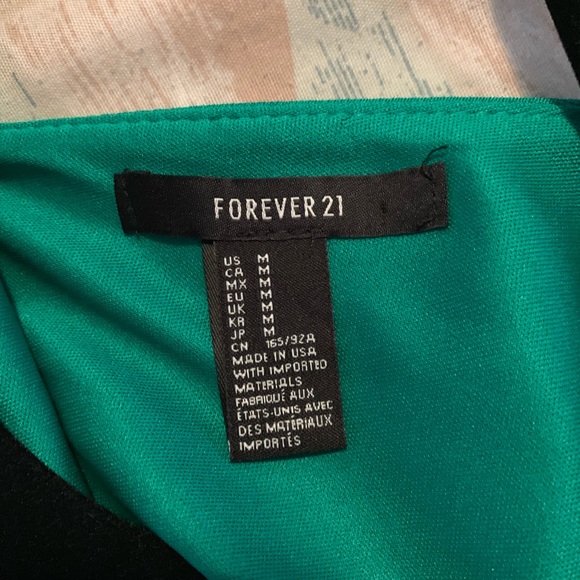 FOREVER 21
US M
CA M
MX M
EU M
UK M
KR M
JP M
CN 165/92A
MADE IN USA
WITH IMPORTED
MATERIALS
FABRIQUÉ AUX
ÉTATS-UNIS AVEC
DES MATÉRIAUX
IMPORTÉS